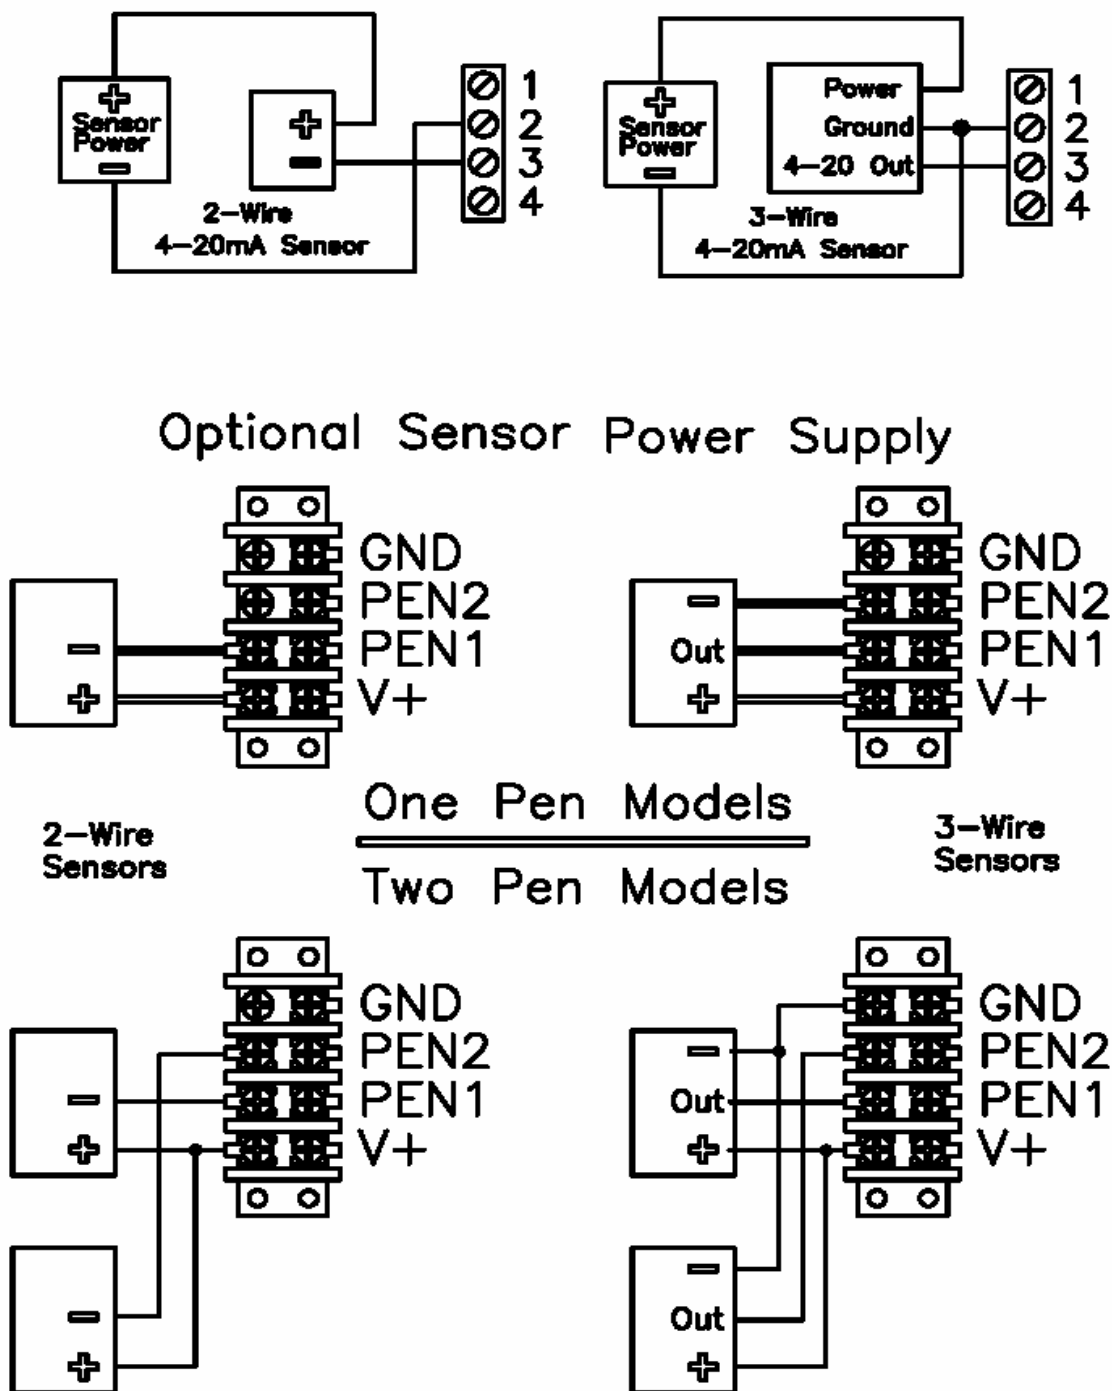 +
Sensor
Power
−
+
−
1
2
3
4
2−Wire
4−20mA Sensor
+
Sensor
Power
−
Power
Ground
4−20 Out
1
2
3
4
3−Wire
4−20mA Sensor
Optional Sensor Power Supply
−
+
GND
PEN2
PEN1
V+
−
Out
+
GND
PEN2
PEN1
V+
2−Wire
Sensors
One Pen Models
Two Pen Models
3−Wire
Sensors
−
+
−
+
GND
PEN2
PEN1
V+
−
Out
+
−
Out
+
GND
PEN2
PEN1
V+